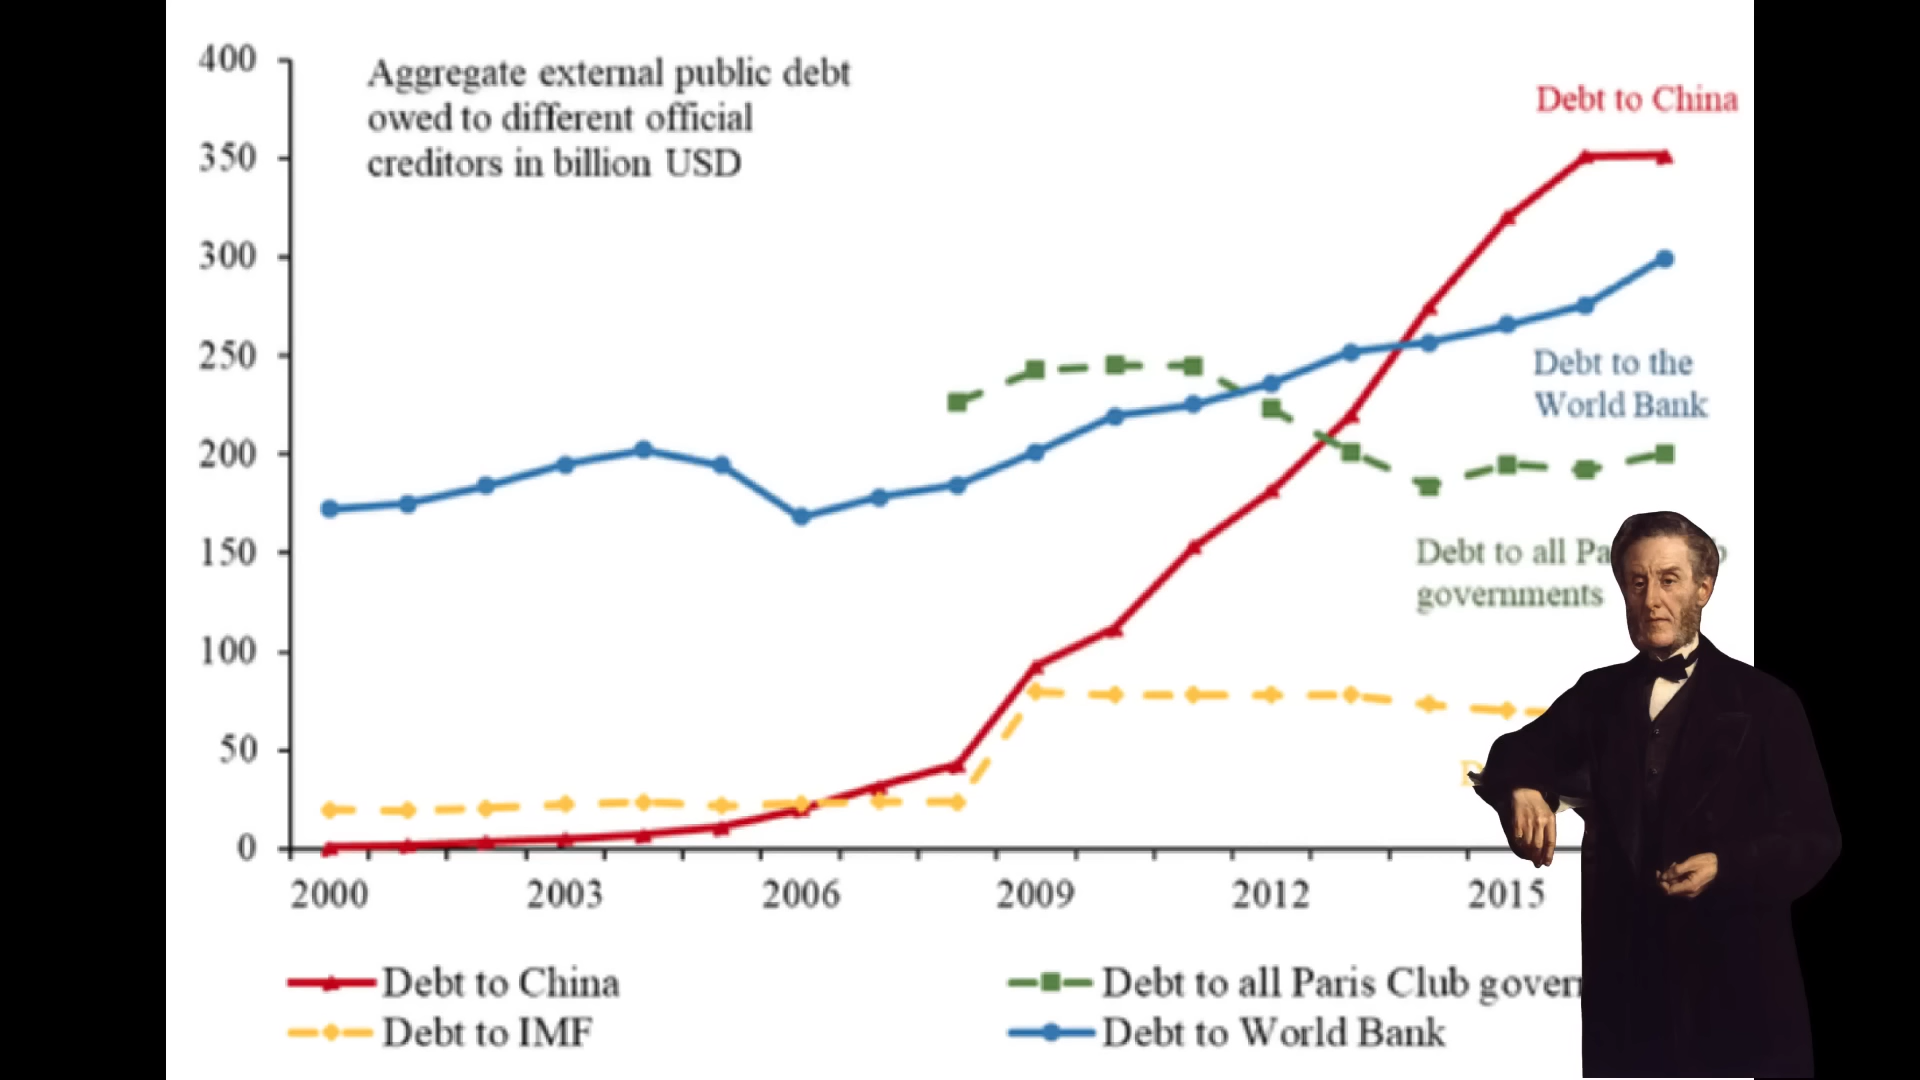 400
350
300
250
200
150
100
50
0
Aggregate external public debt
owed to different official
creditors in billion USD
Debt to China
Debt to the
World Bank
Debt to all
governments
2000 2003 2006 2009 2012 2015
Debt to China
Debt to all Paris Club
Debt to IMF
Debt to World Bank